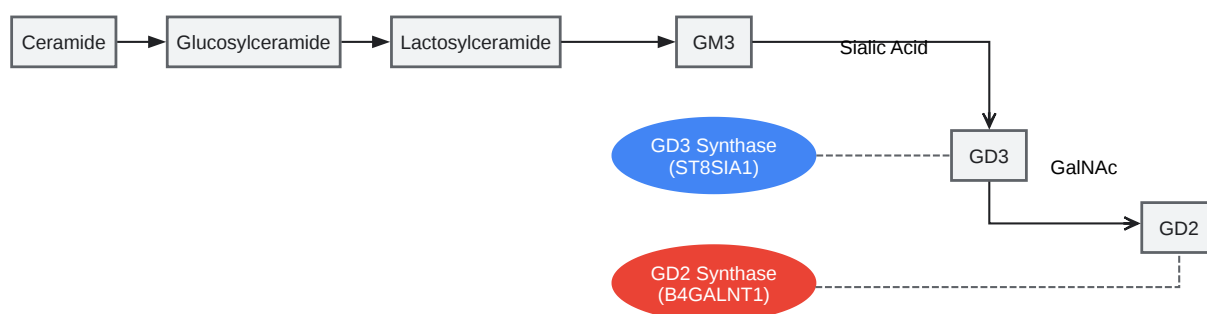 Ceramide
Glucosylceramide
Lactosylceramide
GM3
Sialic Acid
GD3 Synthase
(ST8SIA1)
GD3
GalNAc
GD2
GD2 Synthase
(B4GALNT1)